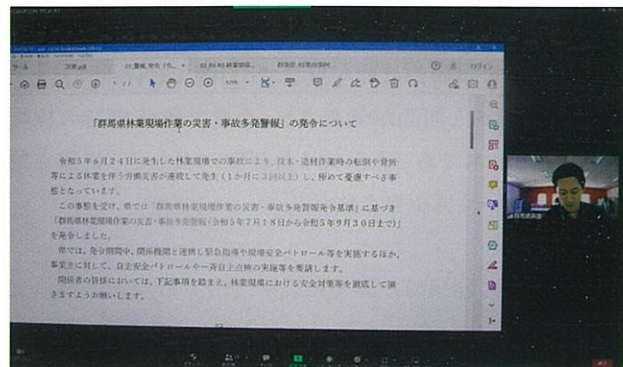 「群馬県林業現場作業の災害・事故多発警報」の発令について
令和5年6月24日に発生した林業現場での事故により、伐木・造材作業時の転倒や骨折
等による休業を伴う労働災害が連続して発生(1か月に3回以上)し、極めて憂慮すべき事
態となっています。
この事態を受け、県では「群馬県林業現場作業の災害・事故多発警報発令基準」に基づき
「群馬県林業現場作業の災害・事故多発警報(令和5年7月18日から令和5年9月30日まで)」
を発令しました。
県では、発令期間中、関係機関と連携し緊急指導や現場安全パトロール等を実施するほか、
事業主に対して、自主安全パトロールや一斉自主点検の実施等を要請します。
関係者の皆様においては、下記事項を踏まえ、林業現場における安全対策等を徹底して頂
きますようお願いします。